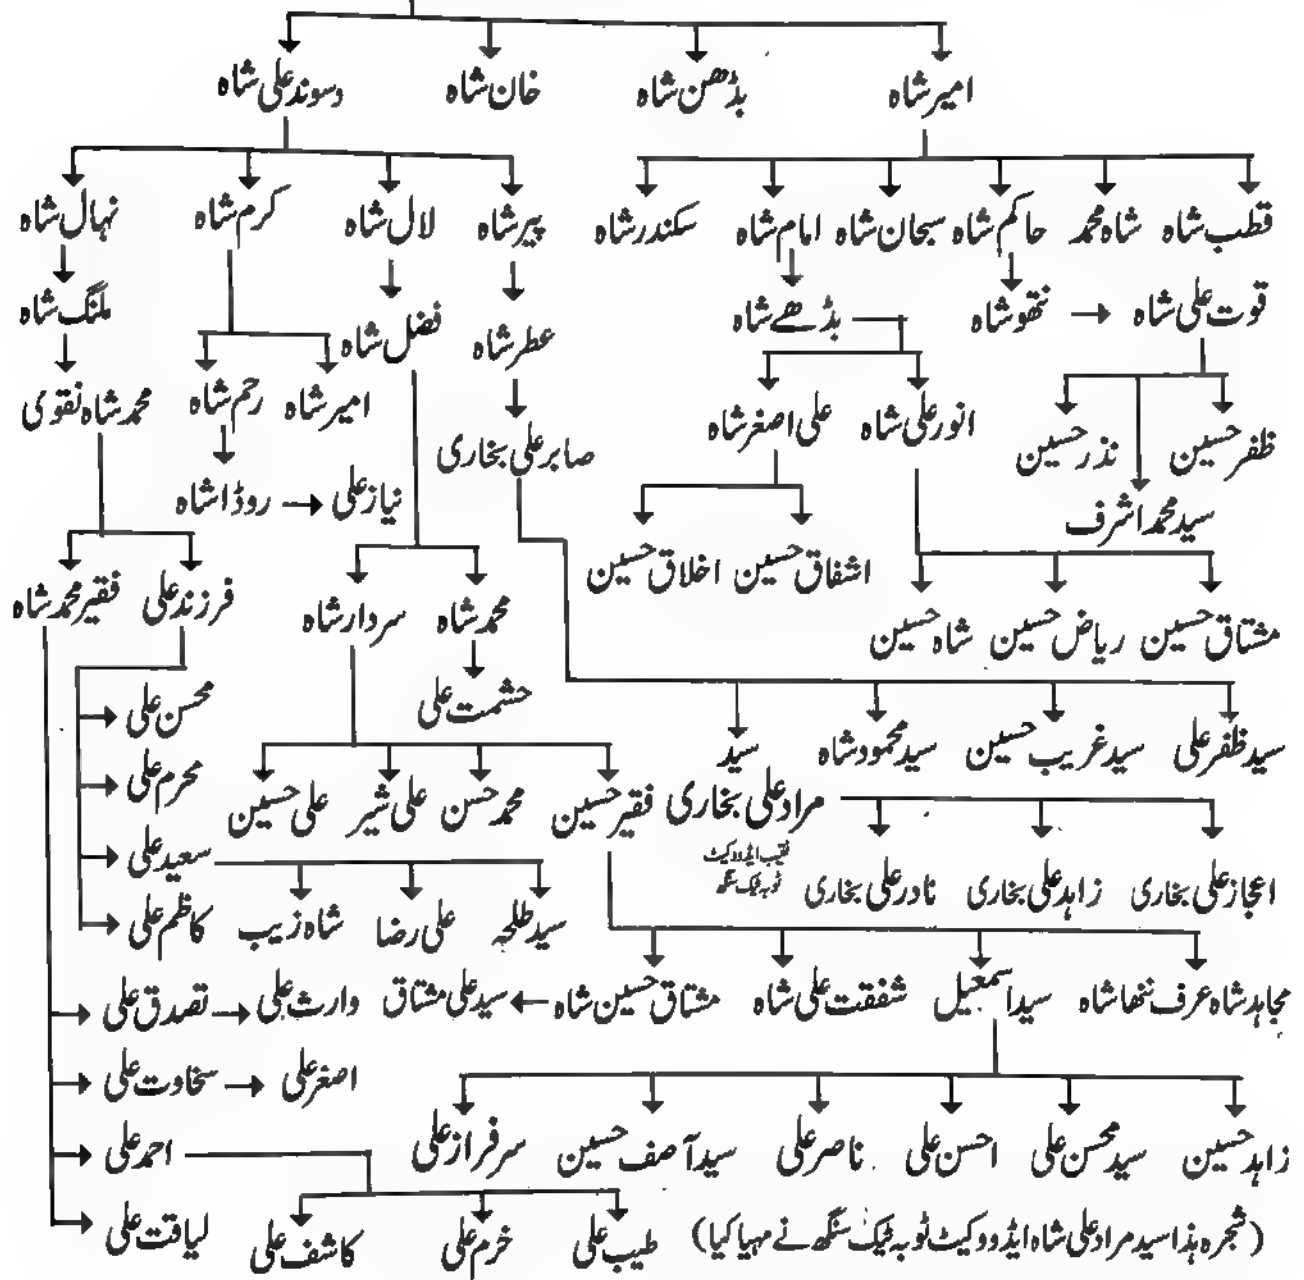 امیر شاہ بڈھن شاہ خان شاہ دسوند علی شاہ
قطب شاہ شاہ محمد حاکم شاہ سبحان شاہ امام شاہ سکندر شاہ پیر شاہ لال شاہ کرم شاہ نہال شاہ
قوت علی شاہ نتھو شاہ بڈھے شاہ عطر شاہ فضل شاہ ملنگ شاہ
ظفر حسین نذر حسین انور علی شاہ علی اصغر شاہ صابر علی بخاری امیر شاہ رحم شاہ محمد شاہ نقوی
سید محمد اشرف نیاز علی روڈا شاہ
اشفاق حسین اخلاق حسین محمد شاہ سردار شاہ فرزند علی فقیر محمد شاہ
مشتاق حسین ریاض حسین شاہ حسین
حشمت علی محسن علی
سید ظفر علی سید غریب حسین سید محمود شاہ سید
مراد علی بخاری فقیر حسین محمد حسن علی شیر علی حسین محرم علی
نقیب ایڈووکیٹ
ٹوبہ ٹیک سنگھ
سعید علی
اعجاز علی بخاری زاہد علی بخاری نادر علی بخاری سید طلحہ علی رضا شاہ زیب کاظم علی
مجاہد شاہ عرف ننھا شاہ سید اسمعیل شفقت علی شاہ مشتاق حسین شاہ سید علی مشتاق وارث علی تصدق علی
اصغر علی سخاوت علی
زاہد حسین سید محسن علی احسن علی ناصر علی سید آصف حسین سرفراز علی احمد علی
(شجرہ ہذا سید مراد علی شاہ ایڈووکیٹ ٹوبہ ٹیک سنگھ نے مہیا کیا) طیب علی خرم علی کاشف علی لیاقت علی